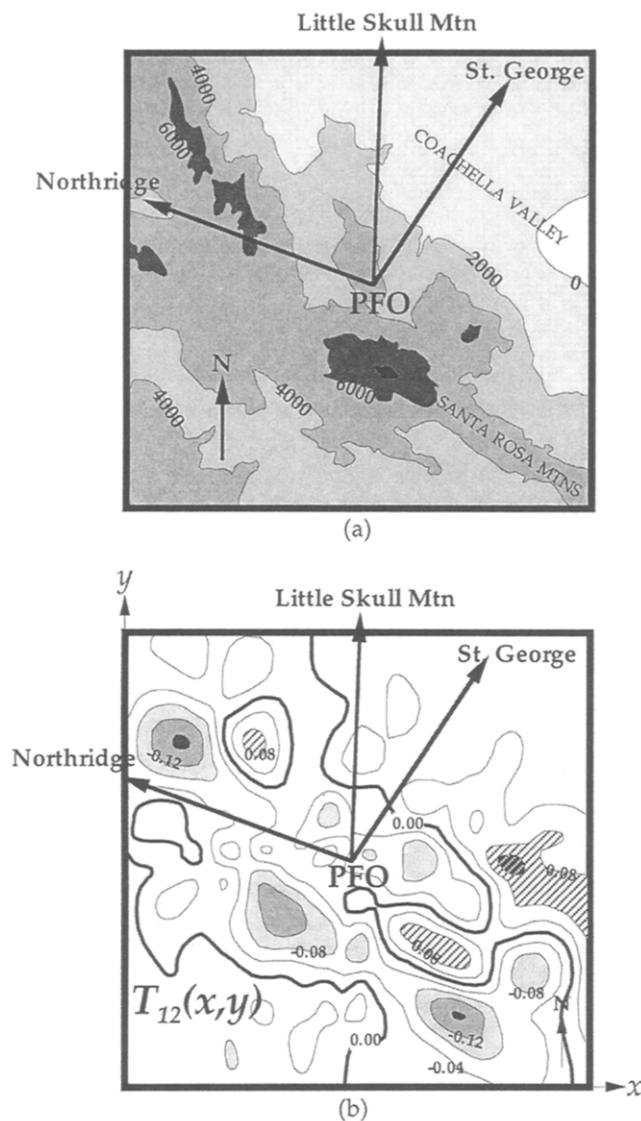 Little Skull Mtn
St. George
4000
6000
COACHELLA VALLEY
Northridge
2000
0
PFO
N
4000
6000
4000
SANTA ROSA MTNS
(a)
y
Little Skull Mtn
St. George
-0.12
0.08
Northridge
0.00
0.08
PFO
0.08
-0.08
-0.08
T12(x,y)
N
-0.12
0.00
-0.04
x
(b)